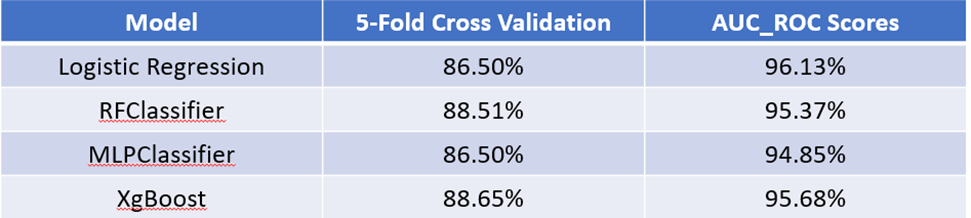 Model 5-Fold Cross Validation AUC_ROC Scores
Logistic Regression 86.50% 96.13%
RFClassifier 88.51% 95.37%
MLPClassifier 86.50% 94.85%
XgBoost 88.65% 95.68%